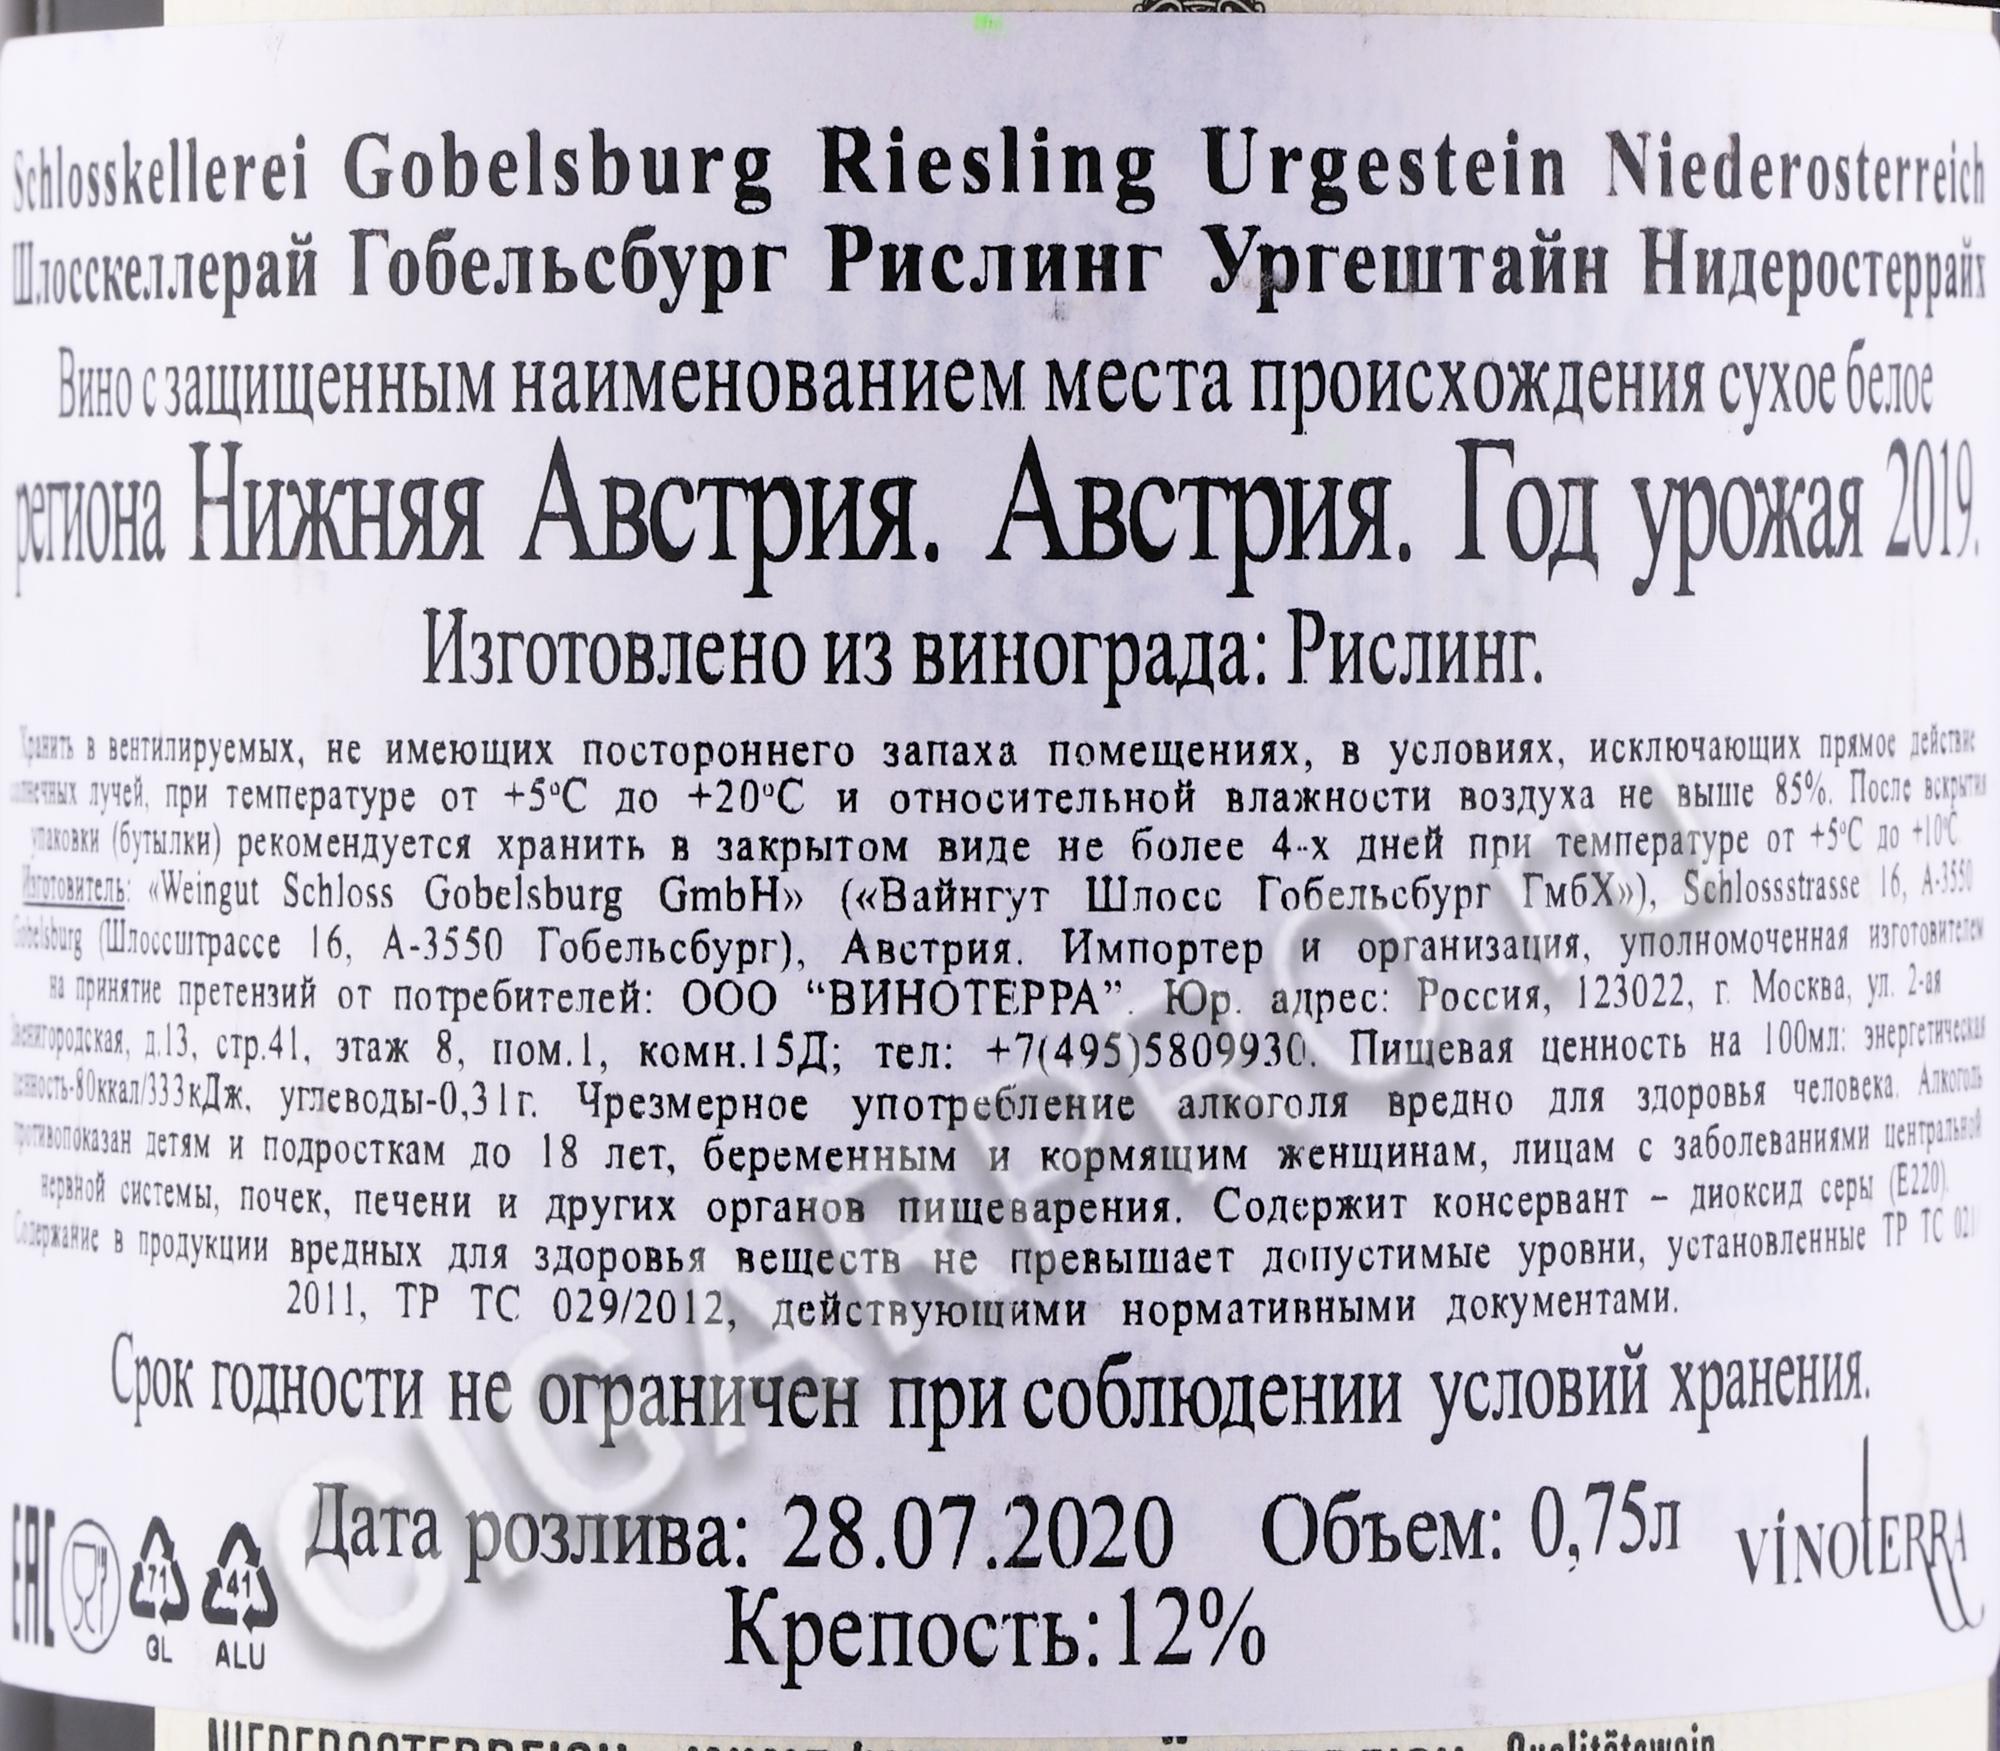 Schlosskellerei Gobelsburg Riesling Urgestein Niederosterreich
Шлосскеллерай Гобельсбург Рислинг Ургештайн Нидеростеррайх
Вино с защищенным наименованием места происхождения сухое белое
региона Нижняя Австрия. Австрия. Год урожая 2019.
Изготовлено из винограда: Рислинг.
Хранить в вентилируемых, не имеющих постороннего запаха помещениях, в условиях, исключающих прямое действие
солнечных лучей, при температуре от +5°C до +20°C и относительной влажности воздуха не выше 85%. После вскрытия
упаковки (бутылки) рекомендуется хранить в закрытом виде не более 4-х дней при температуре от +5°C до +10°C.
Изготовитель: «Weingut Schloss Gobelsburg GmbH» («Вайнгут Шлосс Гобельсбург ГмбХ»), Schlossstrasse 16, A-3550
Gobelsburg (Шлоссштрассе 16, А-3550 Гобельсбург), Австрия. Импортер и организация, уполномоченная изготовителем
на принятие претензий от потребителей: ООО “ВИНОТЕРРА”. Юр. адрес: Россия, 123022, г. Москва, ул. 2-ая
Звенигородская, д.13, стр.41, этаж 8, пом.1, комн.15Д; тел: +7(495)5809930. Пищевая ценность на 100мл: энергетическая
ценность-80ккал/333кДж, углеводы-0,31г. Чрезмерное употребление алкоголя вредно для здоровья человека. Алкоголь
противопоказан детям и подросткам до 18 лет, беременным и кормящим женщинам, лицам с заболеваниями центральной
нервной системы, почек, печени и других органов пищеварения. Содержит консервант – диоксид серы (E220).
Содержание в продукции вредных для здоровья веществ не превышает допустимые уровни, установленные ТР ТС 021/
2011, ТР ТС 029/2012, действующими нормативными документами.
Срок годности не ограничен при соблюдении условий хранения.
Дата розлива: 28.07.2020 Объем: 0,75л
Крепость:12%
EAC
71
GL
41
ALU
VINOTERRA
CIGARPRO.RU
NIEDEROSTERREICH
Qualitätswein